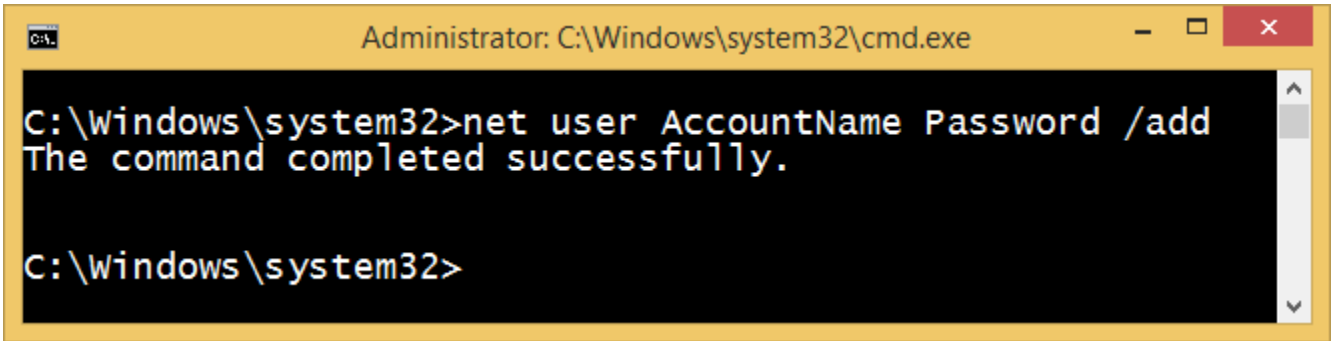 Administrator: C:\Windows\system32\cmd.exe
C:\Windows\system32>net user AccountName Password /add
The command completed successfully.
C:\Windows\system32>